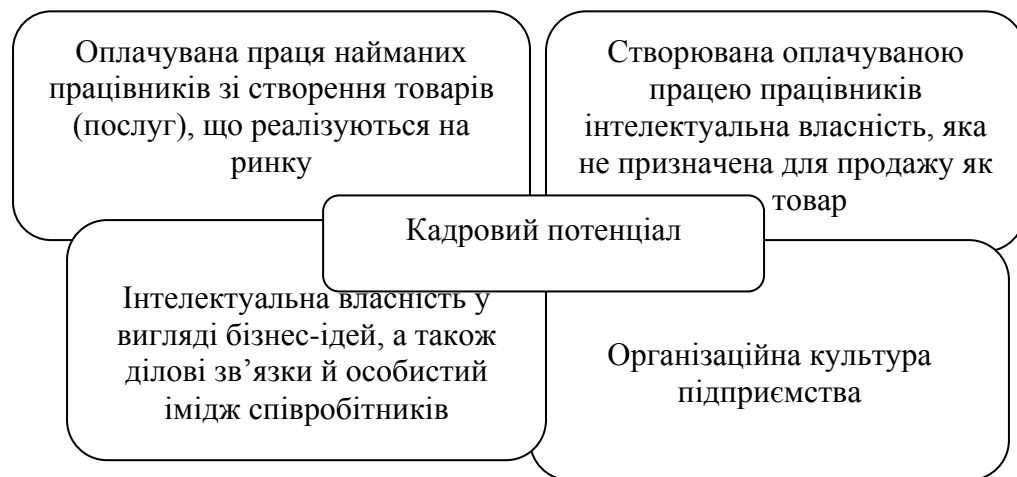 Оплачувана праця найманих
працівників зі створення товарів
(послуг), що реалізуються на
ринку
Створювана оплачуваною
працею працівників
інтелектуальна власність, яка
не призначена для продажу як
товар
Кадровий потенціал
Інтелектуальна власність у
вигляді бізнес-ідей, а також
ділові зв’язки й особистий
імідж співробітників
Організаційна культура
підприємства